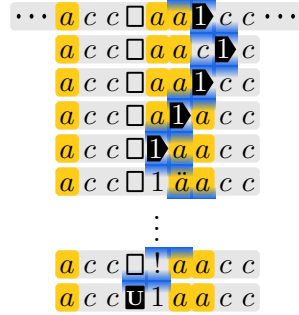 ··· a c c □ a a 1 c c ···
a c c □ a a c 1 c
a c c □ a a 1 c c
a c c □ a 1 a c c
a c c □ 1 a a c c
a c c □ 1 ä a c c
⋮
a c c □ ! a a c c
a c c U 1 a a c c